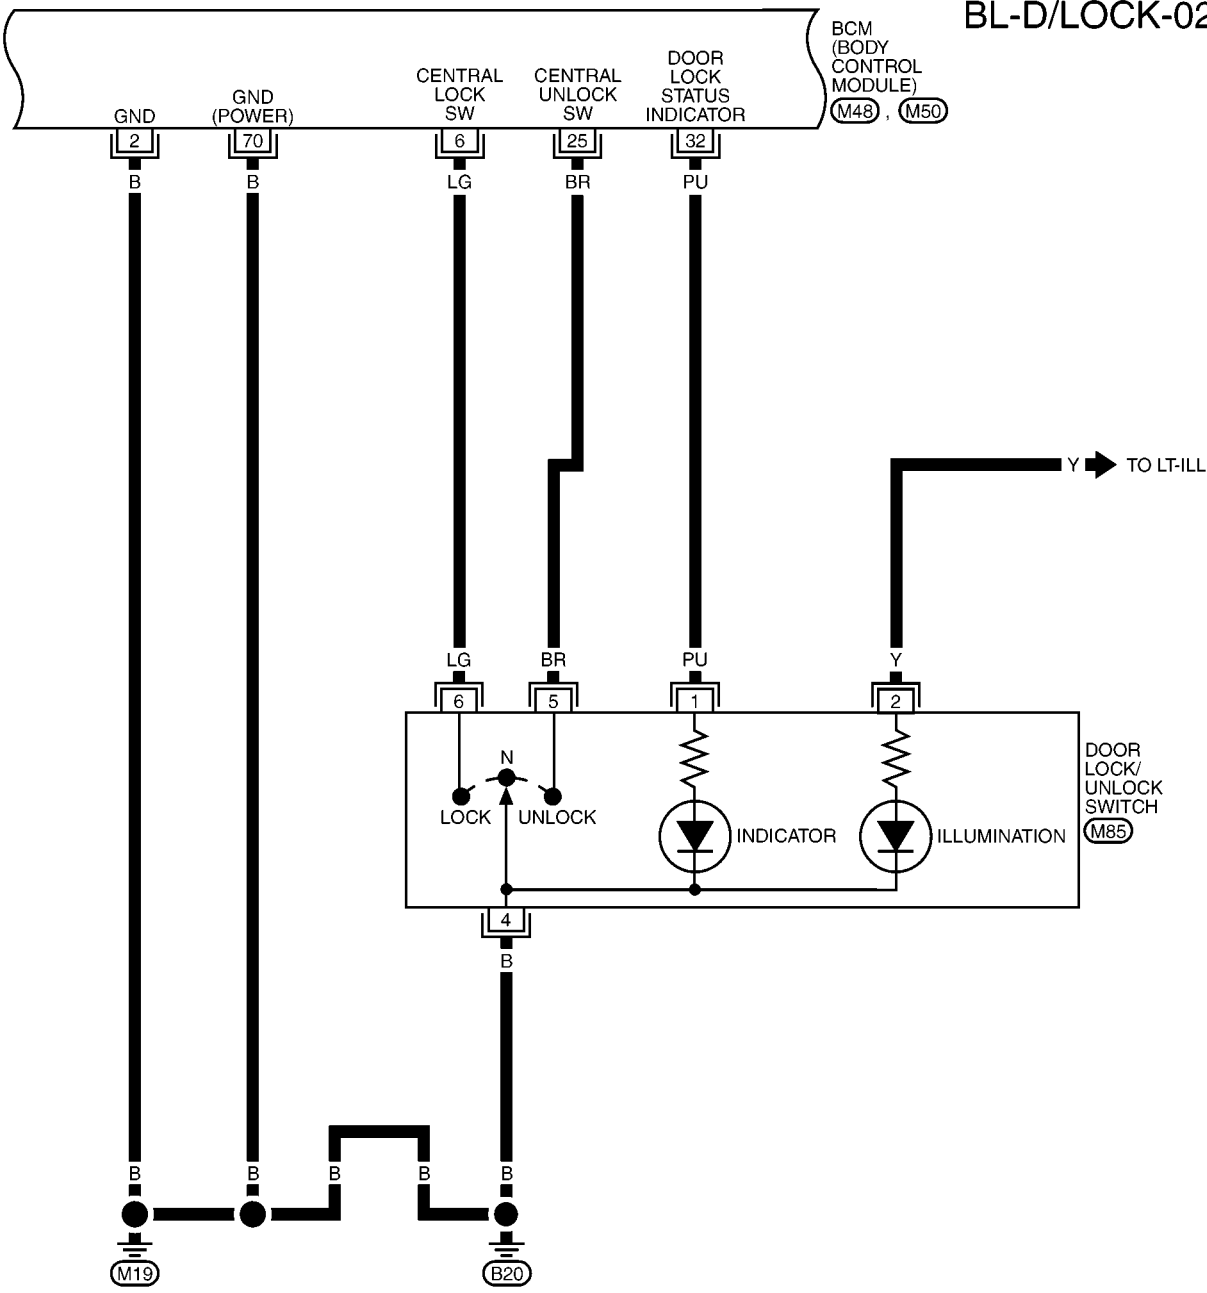 BL-D/LOCK-02
BCM
(BODY
CONTROL
MODULE)
M48 , M50
GND
GND
(POWER)
CENTRAL
LOCK
SW
CENTRAL
UNLOCK
SW
DOOR
LOCK
STATUS
INDICATOR
2 70 6 25 32
B B LG BR PU
Y TO LT-ILL
LG BR PU Y
6 5 1 2
N
LOCK UNLOCK
INDICATOR
ILLUMINATION
DOOR
LOCK/
UNLOCK
SWITCH
M85
4
B
B B B B B
M19 B20